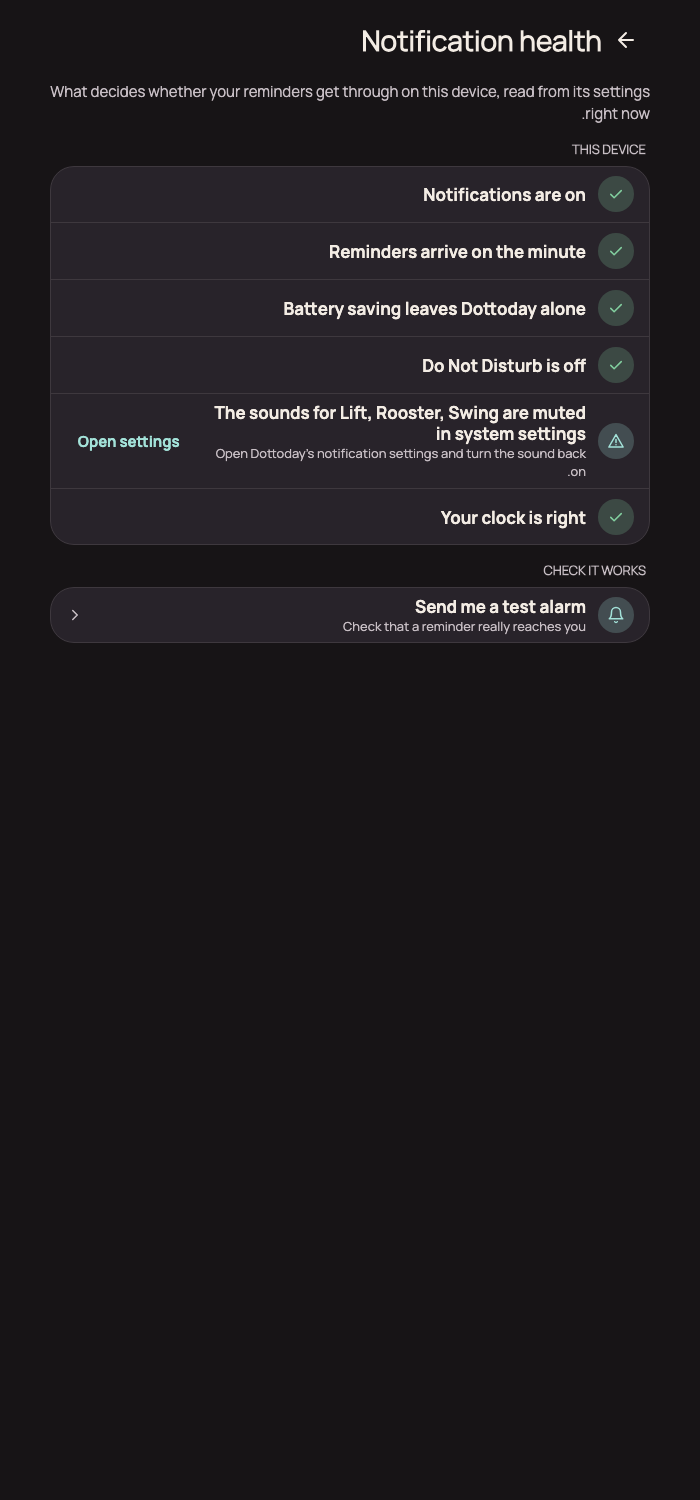 Notification health
What decides whether your reminders get through on this device, read from its settings
right now.
THIS DEVICE
Notifications are on
Reminders arrive on the minute
Battery saving leaves Dottoday alone
Do Not Disturb is off
The sounds for Lift, Rooster, Swing are muted
in system settings
Open Dottoday's notification settings and turn the sound back
on.
Open settings
Your clock is right
CHECK IT WORKS
Send me a test alarm
Check that a reminder really reaches you